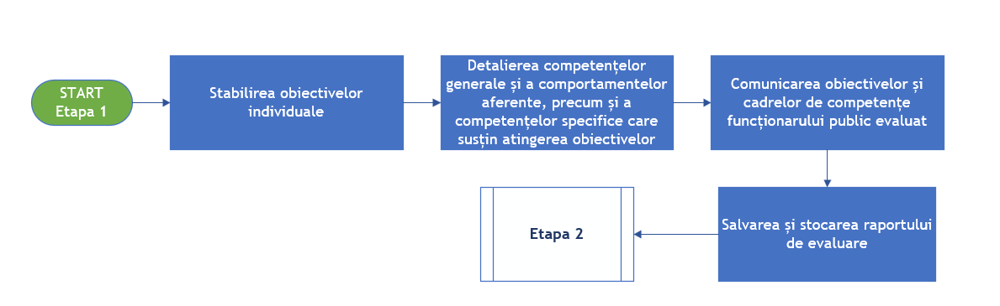 START
Etapa 1
Stabilirea obiectivelor
individuale
Detalierea competențelor
generale și a comportamentelor
aferente, precum și a
competențelor specifice care
susțin atingerea obiectivelor
Comunicarea obiectivelor și
cadrelor de competențe
funcționarului public evaluat
Salvarea și stocarea raportului
de evaluare
Etapa 2